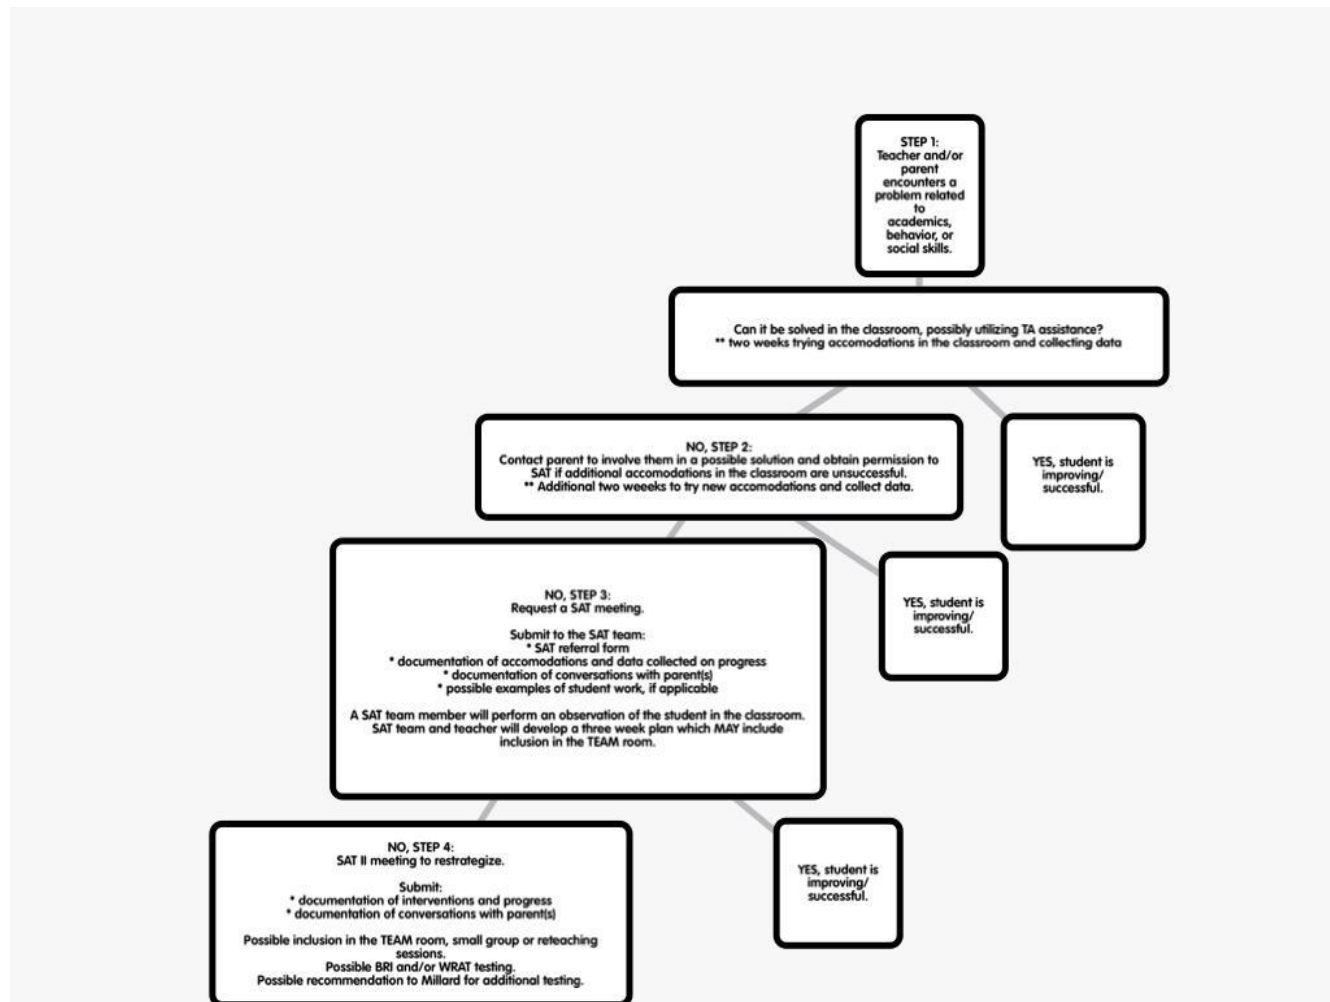 STEP 1:
Teacher and/or
parent
encounters a
problem related
to
academics,
behavior, or
social skills.
Can it be solved in the classroom, possibly utilizing TA assistance?
** two weeks trying accomodations in the classroom and collecting data
NO, STEP 2:
Contact parent to involve them in a possible solution and obtain permission to
SAT if additional accomodations in the classroom are unsuccessful.
** Additional two weeeks to try new accomodations and collect data.
YES, student is
improving/
successful.
NO, STEP 3:
Request a SAT meeting.
Submit to the SAT team:
* SAT referral form
* documentation of accomodations and data collected on progress
* documentation of conversations with parent(s)
* possible examples of student work, if applicable
A SAT team member will perform an observation of the student in the classroom.
SAT team and teacher will develop a three week plan which MAY include
inclusion in the TEAM room.
YES, student is
improving/
successful.
NO, STEP 4:
SAT II meeting to restrategize.
Submit:
* documentation of interventions and progress
* documentation of conversations with parent(s)
Possible inclusion in the TEAM room, small group or reteaching
sessions.
Possible BRI and/or WRAT testing.
Possible recommendation to Millard for additional testing.
YES, student is
improving/
successful.